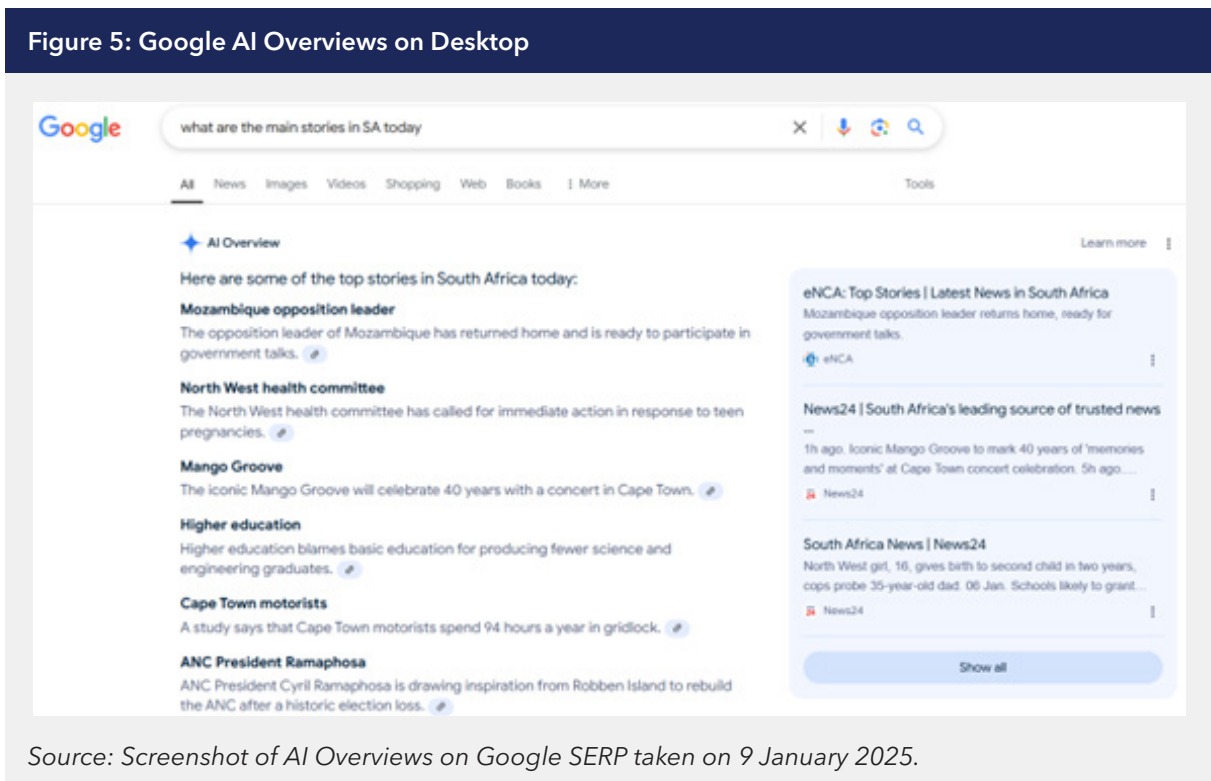 Figure 5: Google AI Overviews on Desktop
Google
what are the main stories in SA today
All News Images Videos Shopping Web Books More Tools
AI Overview
Learn more
Here are some of the top stories in South Africa today:
Mozambique opposition leader
The opposition leader of Mozambique has returned home and is ready to participate in
government talks.
North West health committee
The North West health committee has called for immediate action in response to teen
pregnancies.
Mango Groove
The iconic Mango Groove will celebrate 40 years with a concert in Cape Town.
Higher education
Higher education blames basic education for producing fewer science and
engineering graduates.
Cape Town motorists
A study says that Cape Town motorists spend 94 hours a year in gridlock.
ANC President Ramaphosa
ANC President Cyril Ramaphosa is drawing inspiration from Robben Island to rebuild
the ANC after a historic election loss.
eNCA: Top Stories | Latest News in South Africa
Mozambique opposition leader returns home, ready for
government talks.
eNCA
News24 | South Africa's leading source of trusted news
...
1h ago. Iconic Mango Groove to mark 40 years of 'memories
and moments' at Cape Town concert celebration. 5h ago....
News24
South Africa News | News24
North West girl, 16, gives birth to second child in two years,
cops probe 35-year-old dad. 06 Jan. Schools likely to grant...
News24
Show all
Source: Screenshot of AI Overviews on Google SERP taken on 9 January 2025.